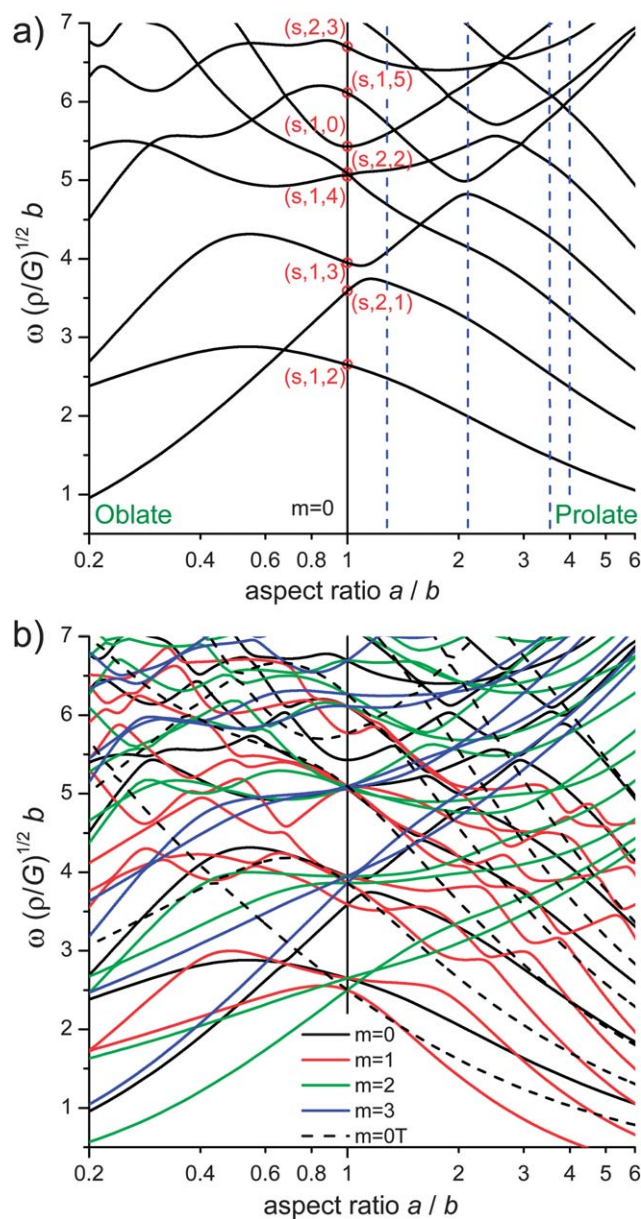 a)
7
6
5
4
3
2
1
ω (ρ/G)1/2 b
(s,2,3)
(s,1,5)
(s,1,0)
(s,2,2)
(s,1,4)
(s,1,3)
(s,2,1)
(s,1,2)
Oblate
m=0
Prolate
0.2 0.4 0.6 0.8 1 2 3 4 5 6
aspect ratio a / b
b)
7
6
5
4
3
2
1
ω (ρ/G)1/2 b
m=0
m=1
m=2
m=3
m=0T
0.2 0.4 0.6 0.8 1 2 3 4 5 6
aspect ratio a / b